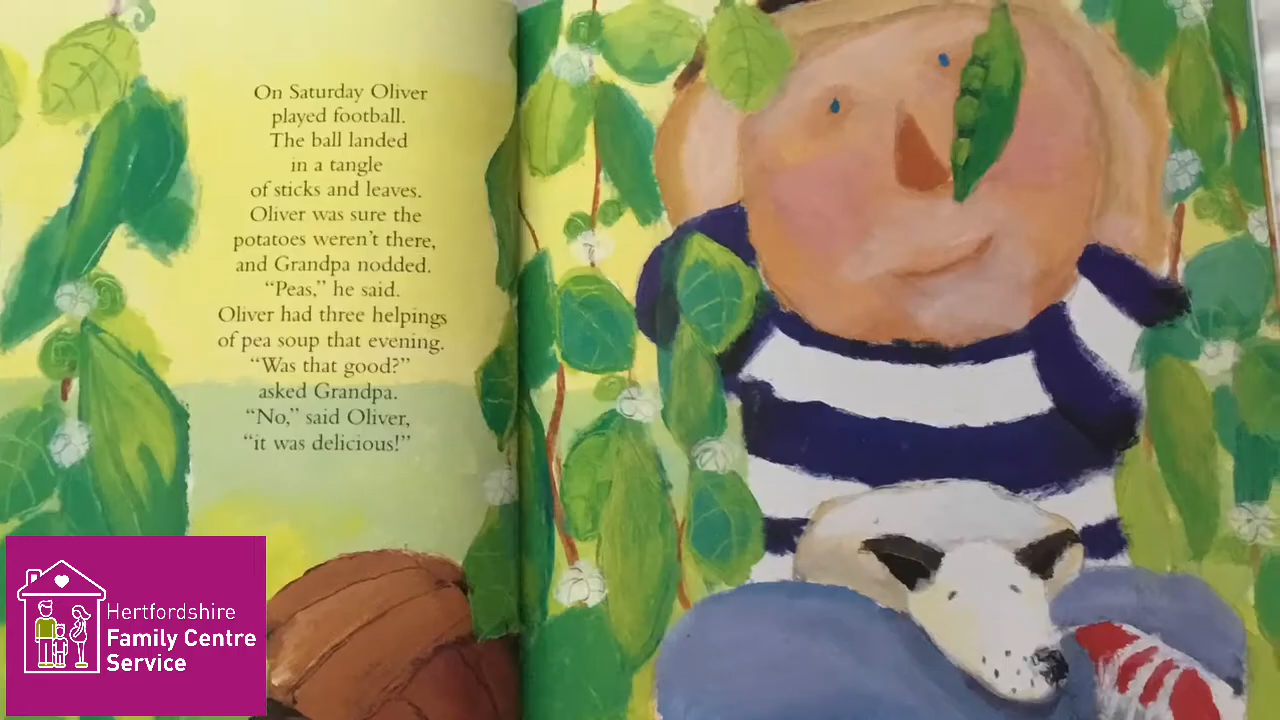 On Saturday Oliver
played football.
The ball landed
in a tangle
of sticks and leaves.
Oliver was sure the
potatoes weren't there,
and Grandpa nodded.
"Peas," he said.
Oliver had three helpings
of pea soup that evening.
"Was that good?"
asked Grandpa.
"No," said Oliver,
"it was delicious!"
Hertfordshire
Family Centre
Service